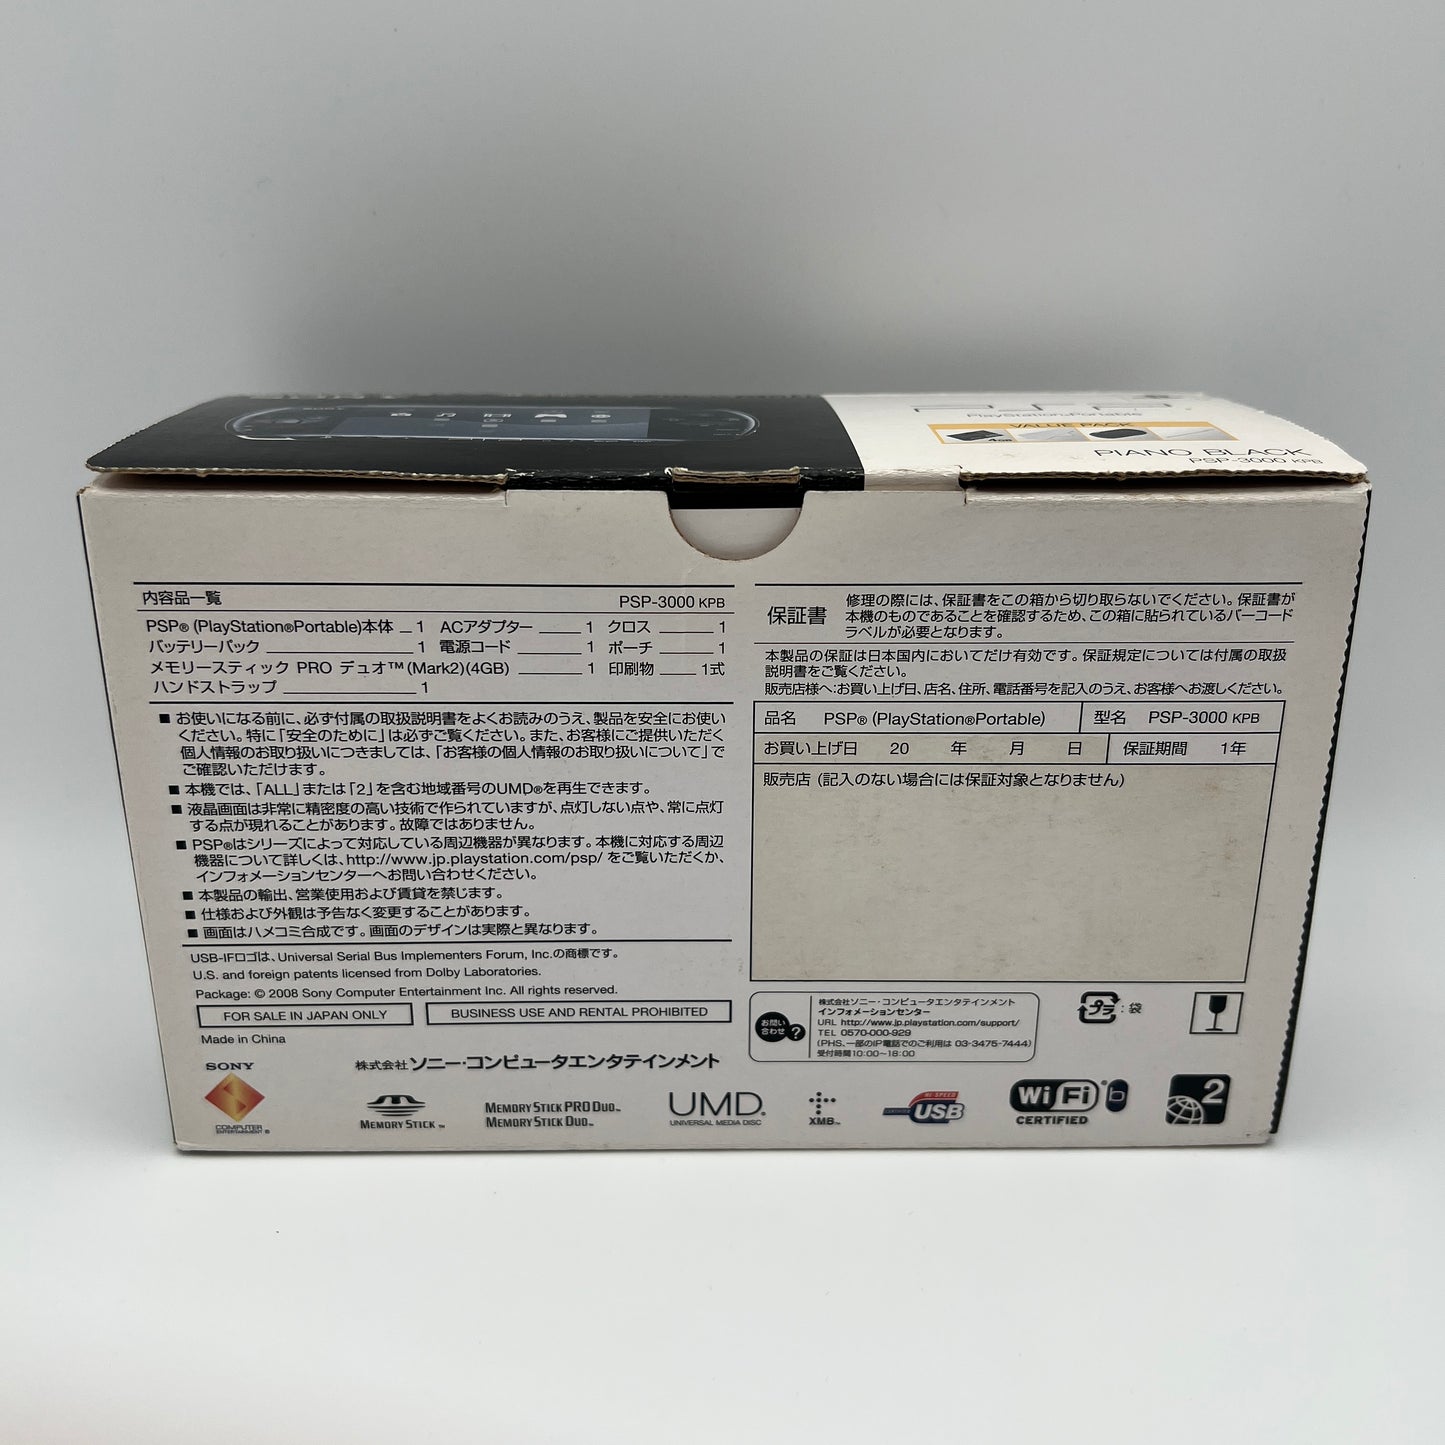 SONY
PSP
PlayStation®Portable
VALUE PACK
4GB
PIANO BLACK
PSP-3000 KPB
内容品一覧 PSP-3000 KPB
PSP® (PlayStation®Portable)本体 1 ACアダプター 1 クロス 1
バッテリーパック 1 電源コード 1 ポーチ 1
メモリースティック PRO デュオ™(Mark2)(4GB) 1 印刷物 1式
ハンドストラップ 1
■ お使いになる前に、必ず付属の取扱説明書をよくお読みのうえ、製品を安全にお使い
ください。特に「安全のために」は必ずご覧ください。また、お客様にご提供いただく
個人情報のお取り扱いにつきましては、「お客様の個人情報のお取り扱いについて」で
ご確認いただけます。
■ 本機では、「ALL」または「2」を含む地域番号のUMD®を再生できます。
■ 液晶画面は非常に精密度の高い技術で作られていますが、点灯しない点や、常に点灯
する点が現れることがあります。故障ではありません。
■ PSP®はシリーズによって対応している周辺機器が異なります。本機に対応する周辺
機器について詳しくは、http://www.jp.playstation.com/psp/ をご覧いただくか、
インフォメーションセンターへお問い合わせください。
■ 本製品の輸出、営業使用および賃貸を禁じます。
■ 仕様および外観は予告なく変更することがあります。
■ 画面はハメコミ合成です。画面のデザインは実際と異なります。
USB-IFロゴは、Universal Serial Bus Implementers Forum, Inc.の商標です。
U.S. and foreign patents licensed from Dolby Laboratories.
Package: © 2008 Sony Computer Entertainment Inc. All rights reserved.
FOR SALE IN JAPAN ONLY
BUSINESS USE AND RENTAL PROHIBITED
Made in China
保証書
修理の際には、保証書をこの箱から切り取らないでください。保証書が
本機のものであることを確認するため、この箱に貼られているバーコード
ラベルが必要となります。
本製品の保証は日本国内においてだけ有効です。保証規定については付属の取扱
説明書をご覧ください。
販売店様へ:お買い上げ日、店名、住所、電話番号を記入のうえ、お客様へお渡しください。
品名 PSP® (PlayStation®Portable) 型名 PSP-3000 KPB
お買い上げ日 20 年 月 日 保証期間 1年
販売店 (記入のない場合には保証対象となりません)
お問い
合わせ ?
株式会社ソニー・コンピュータエンタテインメント
インフォメーションセンター
URL http://www.jp.playstation.com/support/
TEL 0570-000-929
(PHS、一部のIP電話でのご利用は 03-3475-7444)
受付時間10:00~18:00
プラ : 袋
SONY
COMPUTER
ENTERTAINMENT ®
株式会社 ソニー・コンピュータエンタテインメント
MEMORY STICK™
MEMORY STICK PRO DUO™
MEMORY STICK DUO™
UMD®
UNIVERSAL MEDIA DISC
XMB™
HI-SPEED
CERTIFIED USB
Wi Fi ® b
CERTIFIED
2